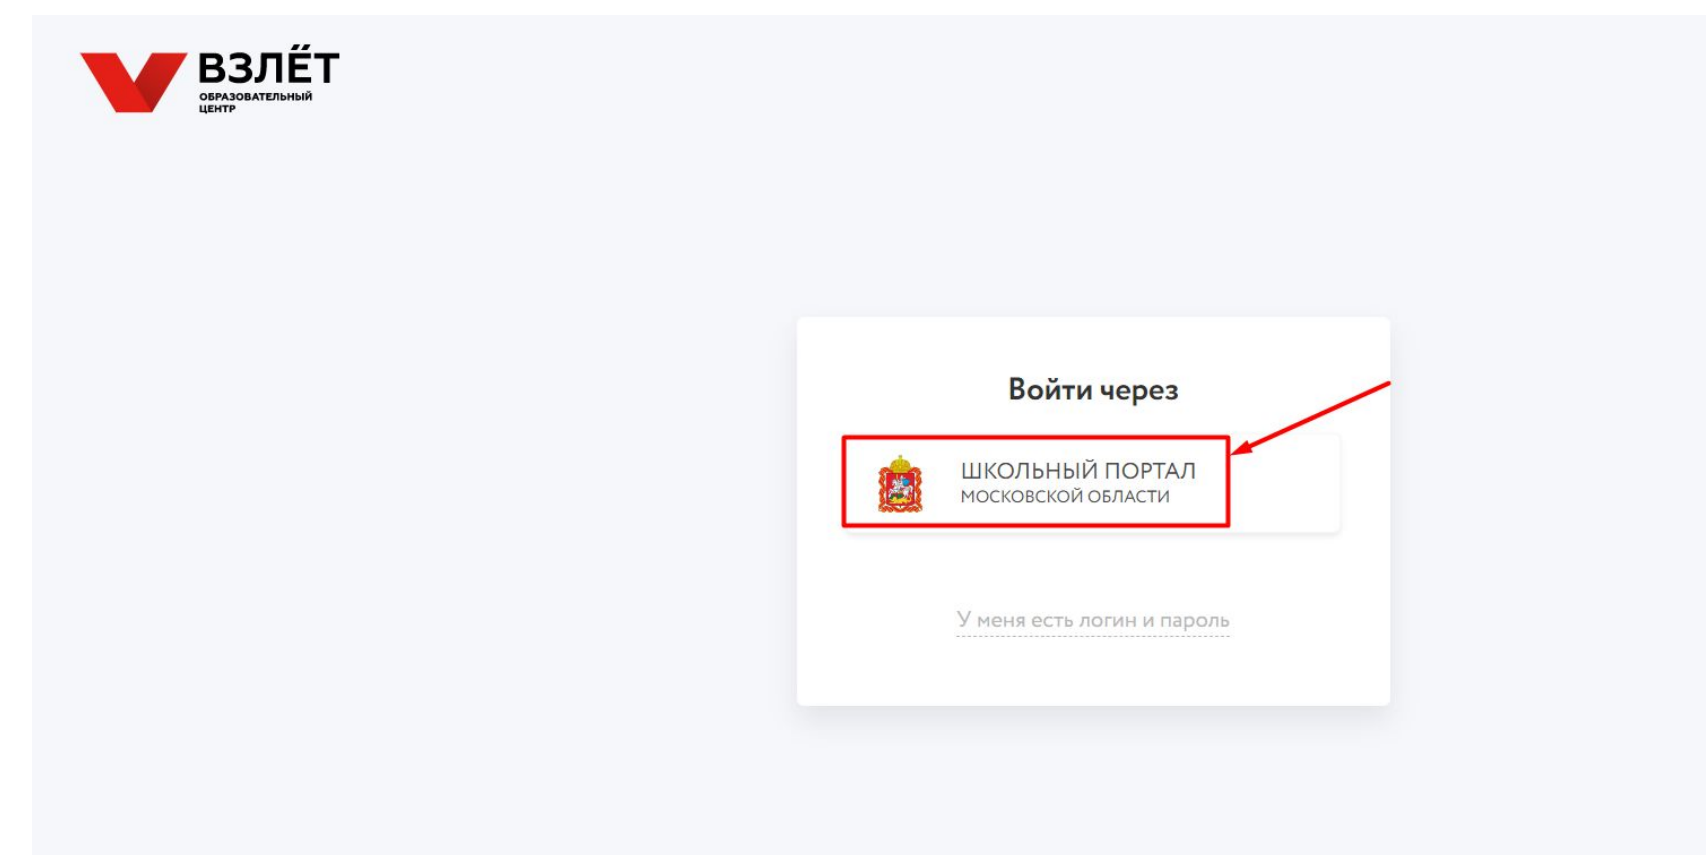 ВЗЛЁТ
ОБРАЗОВАТЕЛЬНЫЙ
ЦЕНТР
Войти через
ШКОЛЬНЫЙ ПОРТАЛ
МОСКОВСКОЙ ОБЛАСТИ
У меня есть логин и пароль